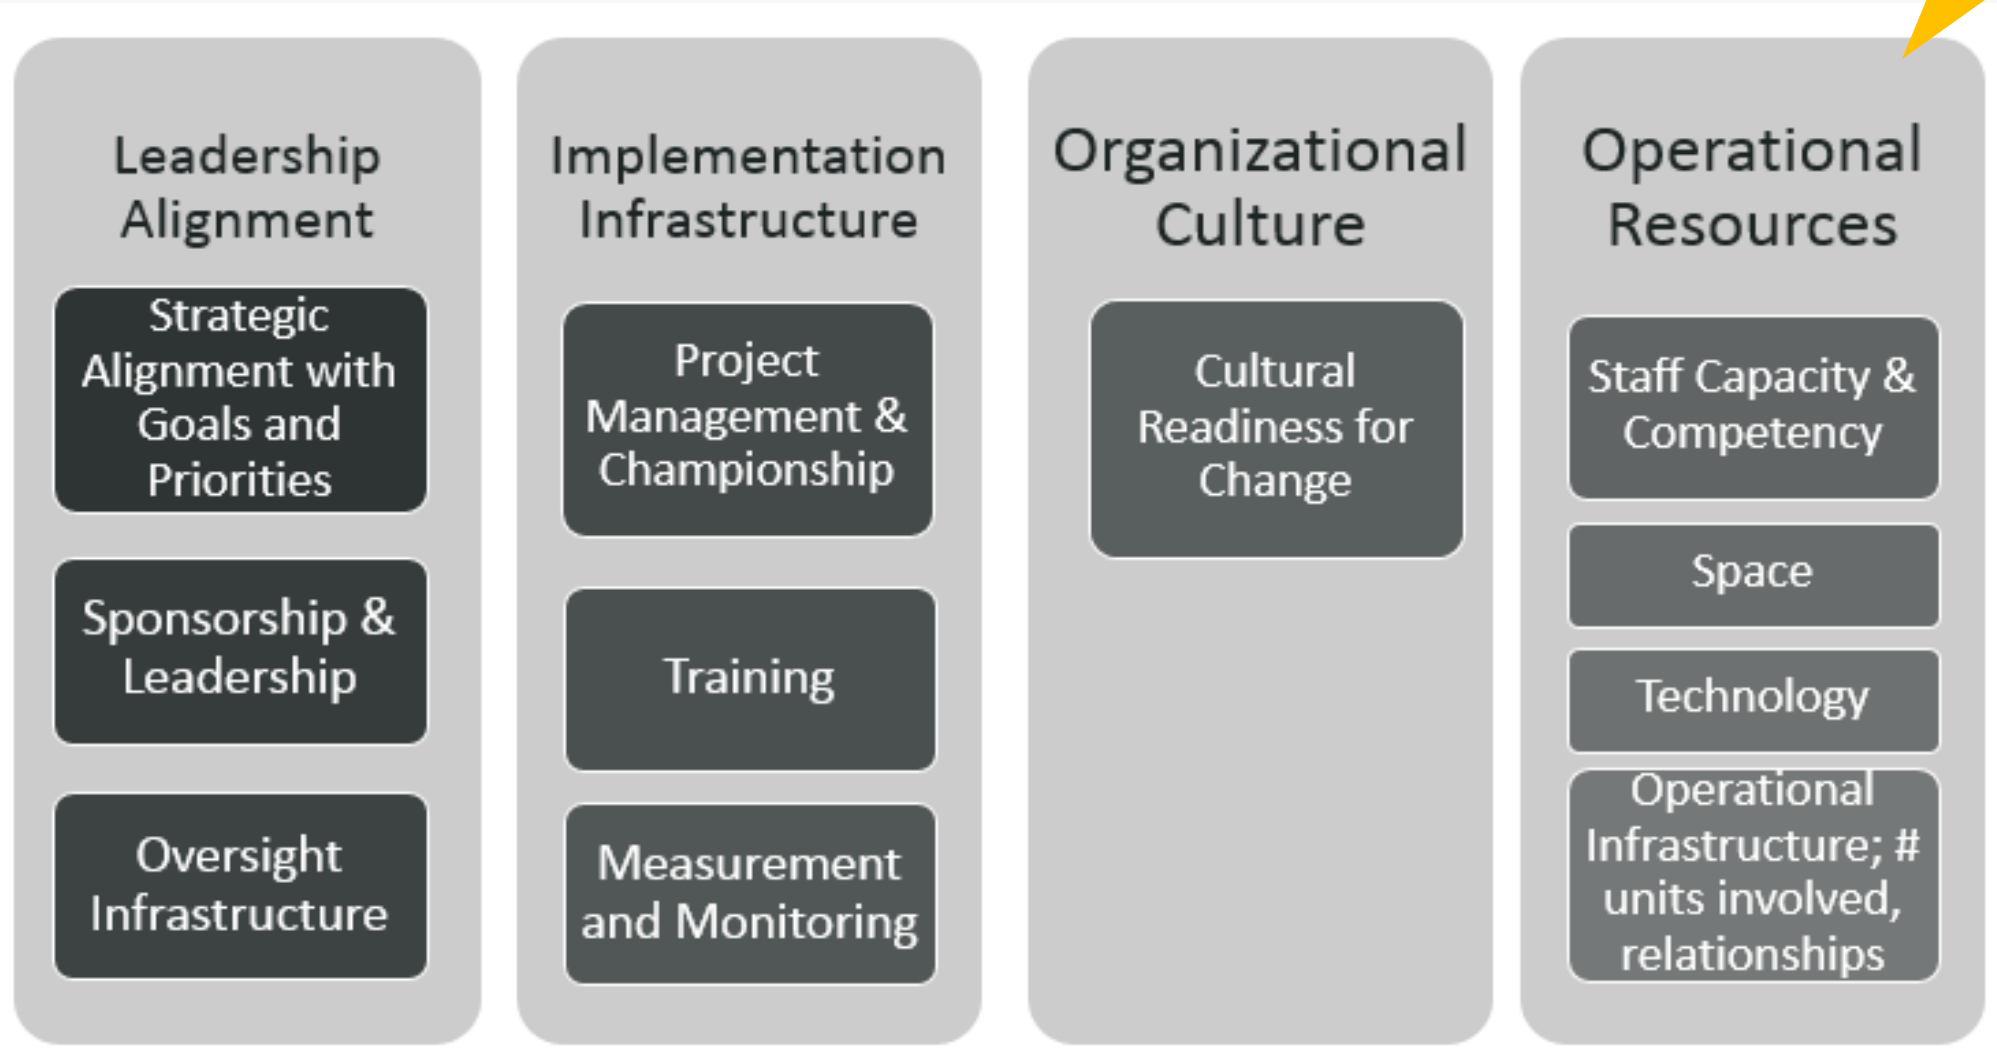 Leadership
Alignment
Strategic
Alignment with
Goals and
Priorities
Sponsorship &
Leadership
Oversight
Infrastructure
Implementation
Infrastructure
Project
Management &
Championship
Training
Measurement
and Monitoring
Organizational
Culture
Cultural
Readiness for
Change
Operational
Resources
Staff Capacity &
Competency
Space
Technology
Operational
Infrastructure; #
units involved,
relationships